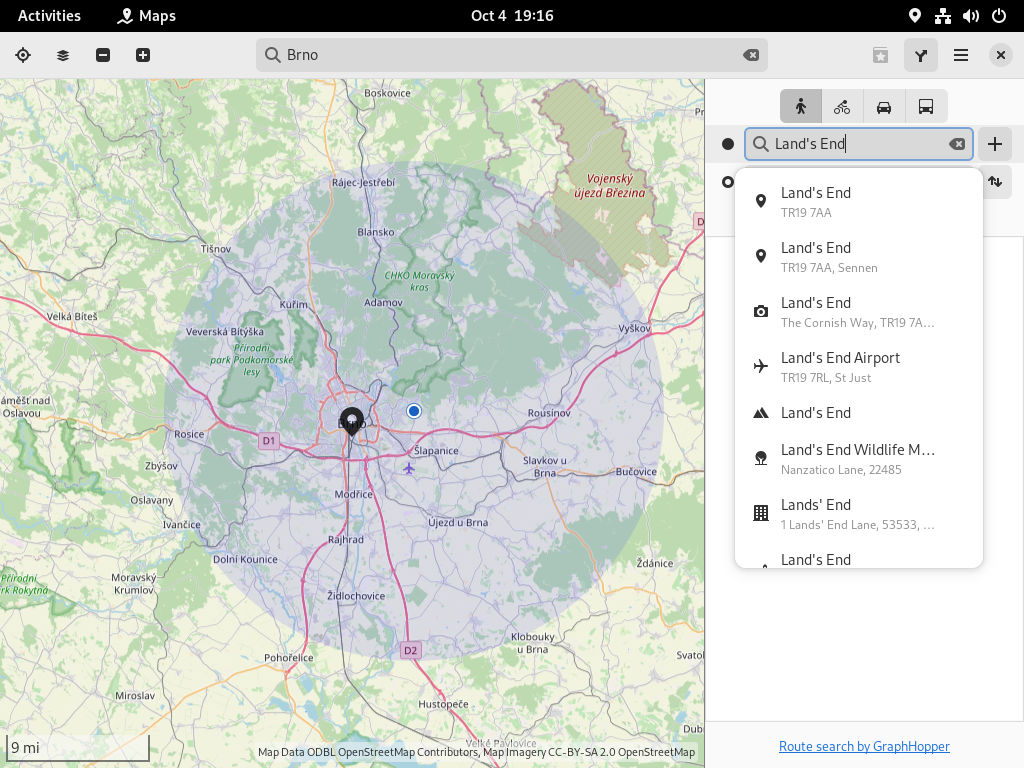 Activities
Maps
Oct 4 19:16
Brno
Land's End
Land's End
TR19 7AA
Land's End
TR19 7AA, Sennen
Land's End
The Cornish Way, TR19 7A…
Land's End Airport
TR19 7RL, St Just
Land's End
Land's End Wildlife M…
Nanzatico Lane, 22485
Lands' End
1 Lands' End Lane, 53533, …
Land's End
Route search by GraphHopper
Boskovice
Vojenský
újezd Březina
Rájec-Jestřebí
Blansko
Tišnov
CHKO Moravský
kras
Adamov
Kuřim
Velká Bíteš
Veverská Bítýška
Vyškov
Přírodní
park Podkomorské
lesy
áměšť nad
Oslavou
Brno
Rousínov
Rosice
D1
Šlapanice
Zbýšov
Slavkov u
Brna
Bučovice
Modřice
Oslavany
Ivančice
Újezd u Brna
Rajhrad
Dolní Kounice
Ždánice
Přírodní
rk Rokytná
Moravský
Krumlov
Židlochovice
Klobouky
u Brna
D2
Pohořelice
Miroslav
Hustopeče
Velké Pavlovice
9 mi
Map Data ODBL OpenStreetMap Contributors, Map Imagery CC-BY-SA 2.0 OpenStreetMap